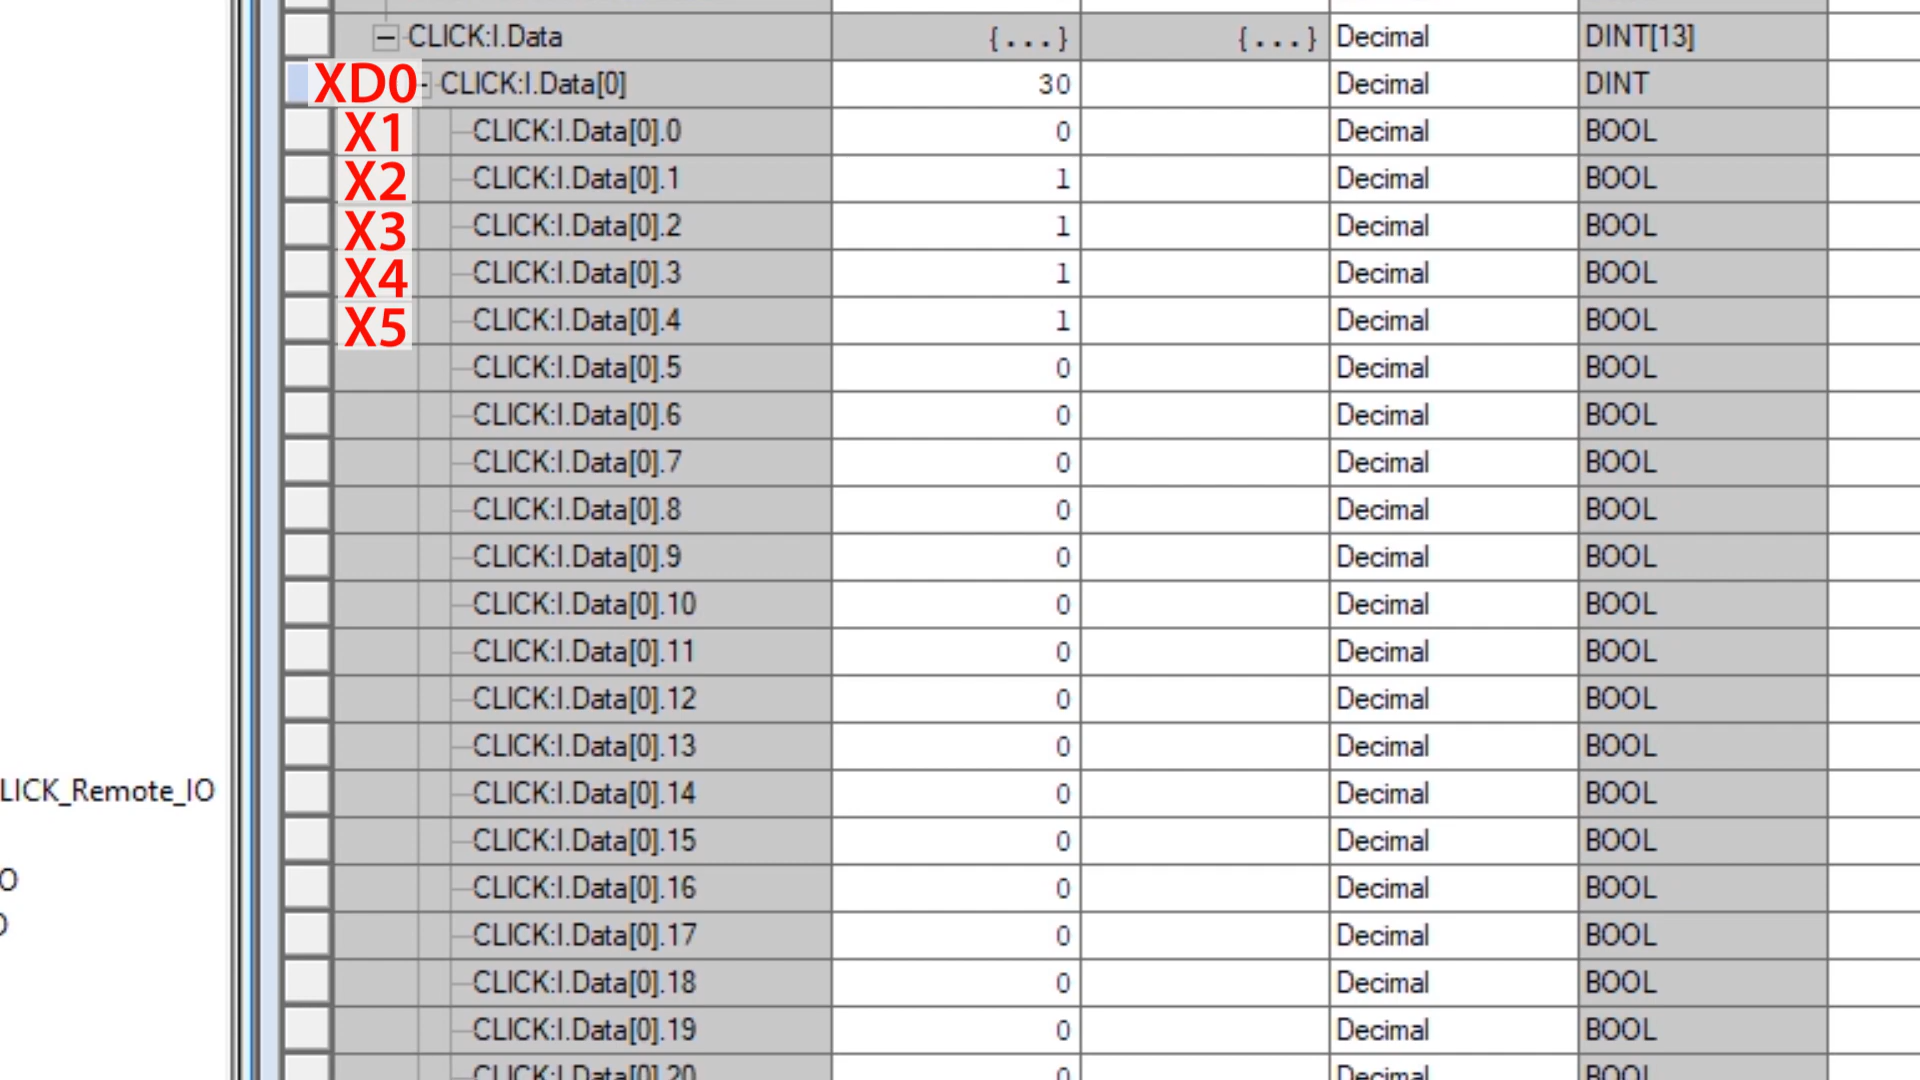 CLICK:I.Data {...} {...} Decimal DINT[13]
XD0 CLICK:I.Data[0] 30 Decimal DINT
X1 CLICK:I.Data[0].0 0 Decimal BOOL
X2 CLICK:I.Data[0].1 1 Decimal BOOL
X3 CLICK:I.Data[0].2 1 Decimal BOOL
X4 CLICK:I.Data[0].3 1 Decimal BOOL
X5 CLICK:I.Data[0].4 1 Decimal BOOL
CLICK:I.Data[0].5 0 Decimal BOOL
CLICK:I.Data[0].6 0 Decimal BOOL
CLICK:I.Data[0].7 0 Decimal BOOL
CLICK:I.Data[0].8 0 Decimal BOOL
CLICK:I.Data[0].9 0 Decimal BOOL
CLICK:I.Data[0].10 0 Decimal BOOL
CLICK:I.Data[0].11 0 Decimal BOOL
CLICK:I.Data[0].12 0 Decimal BOOL
CLICK:I.Data[0].13 0 Decimal BOOL
LICK_Remote_IO
CLICK:I.Data[0].14 0 Decimal BOOL
CLICK:I.Data[0].15 0 Decimal BOOL
O
CLICK:I.Data[0].16 0 Decimal BOOL
CLICK:I.Data[0].17 0 Decimal BOOL
CLICK:I.Data[0].18 0 Decimal BOOL
CLICK:I.Data[0].19 0 Decimal BOOL
CLICK:I.Data[0].20 0 Decimal BOOL